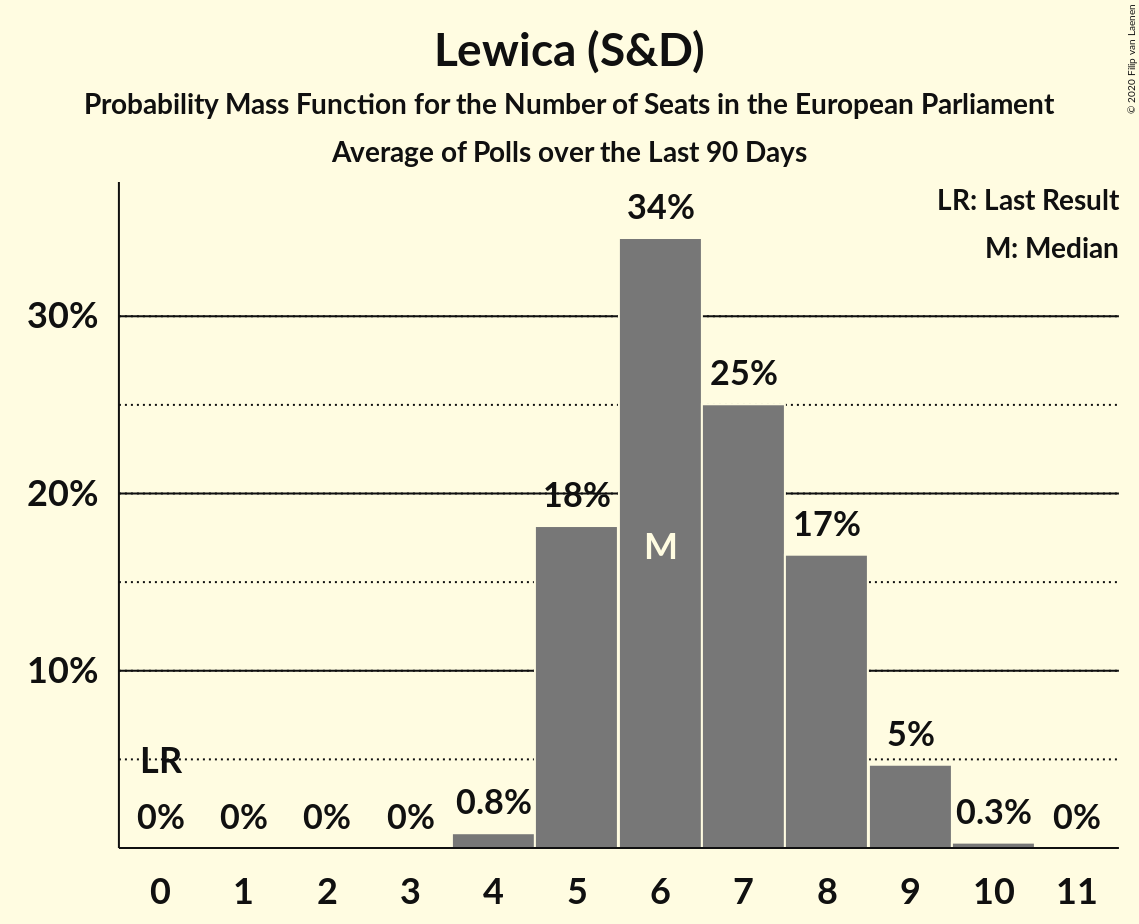 Lewica (S&D)
Probability Mass Function for the Number of Seats in the European Parliament
Average of Polls over the Last 90 Days
© 2020 Filip van Laenen
LR: Last Result
M: Median
34%
30%
25%
20%
18%
17%
M
10%
5%
LR
0% 0% 0% 0% 0.8% 0.3% 0%
0 1 2 3 4 5 6 7 8 9 10 11